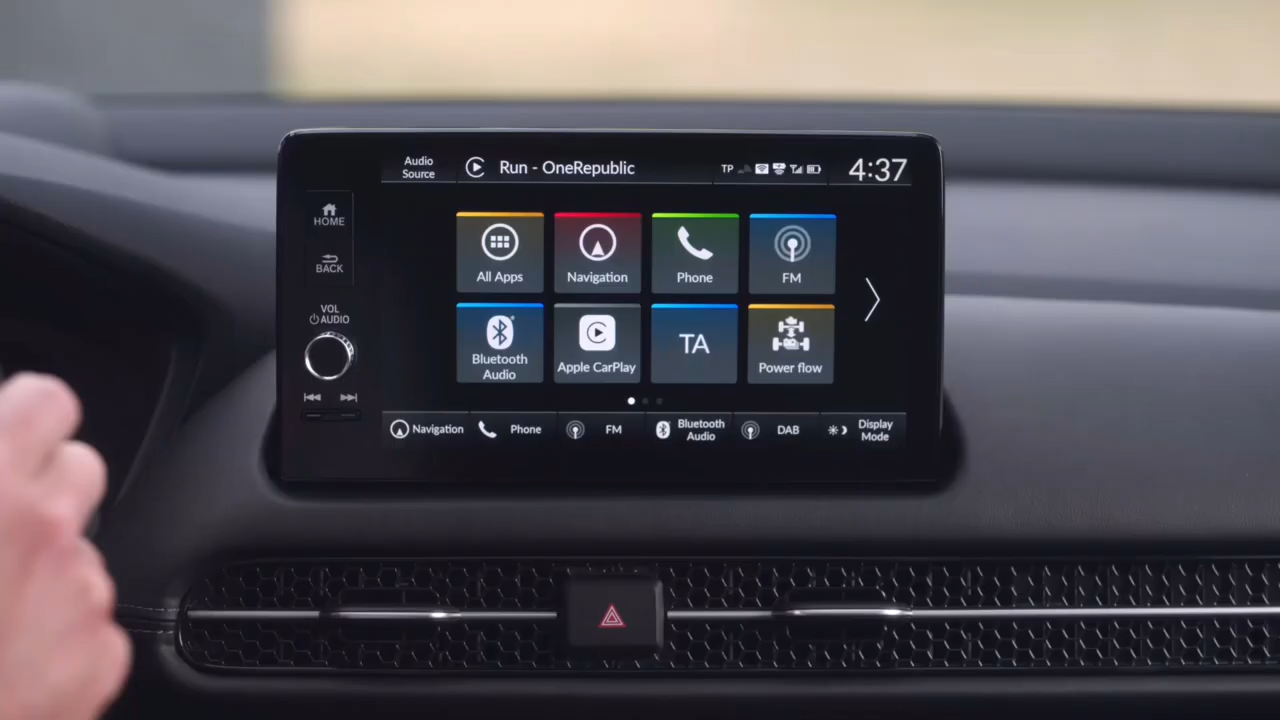 Audio
Source
Run - OneRepublic
TP
4:37
HOME
BACK
VOL
AUDIO
All Apps
Navigation
Phone
FM
Bluetooth
Audio
Apple CarPlay
TA
Power flow
Navigation
Phone
FM
Bluetooth
Audio
DAB
Display
Mode